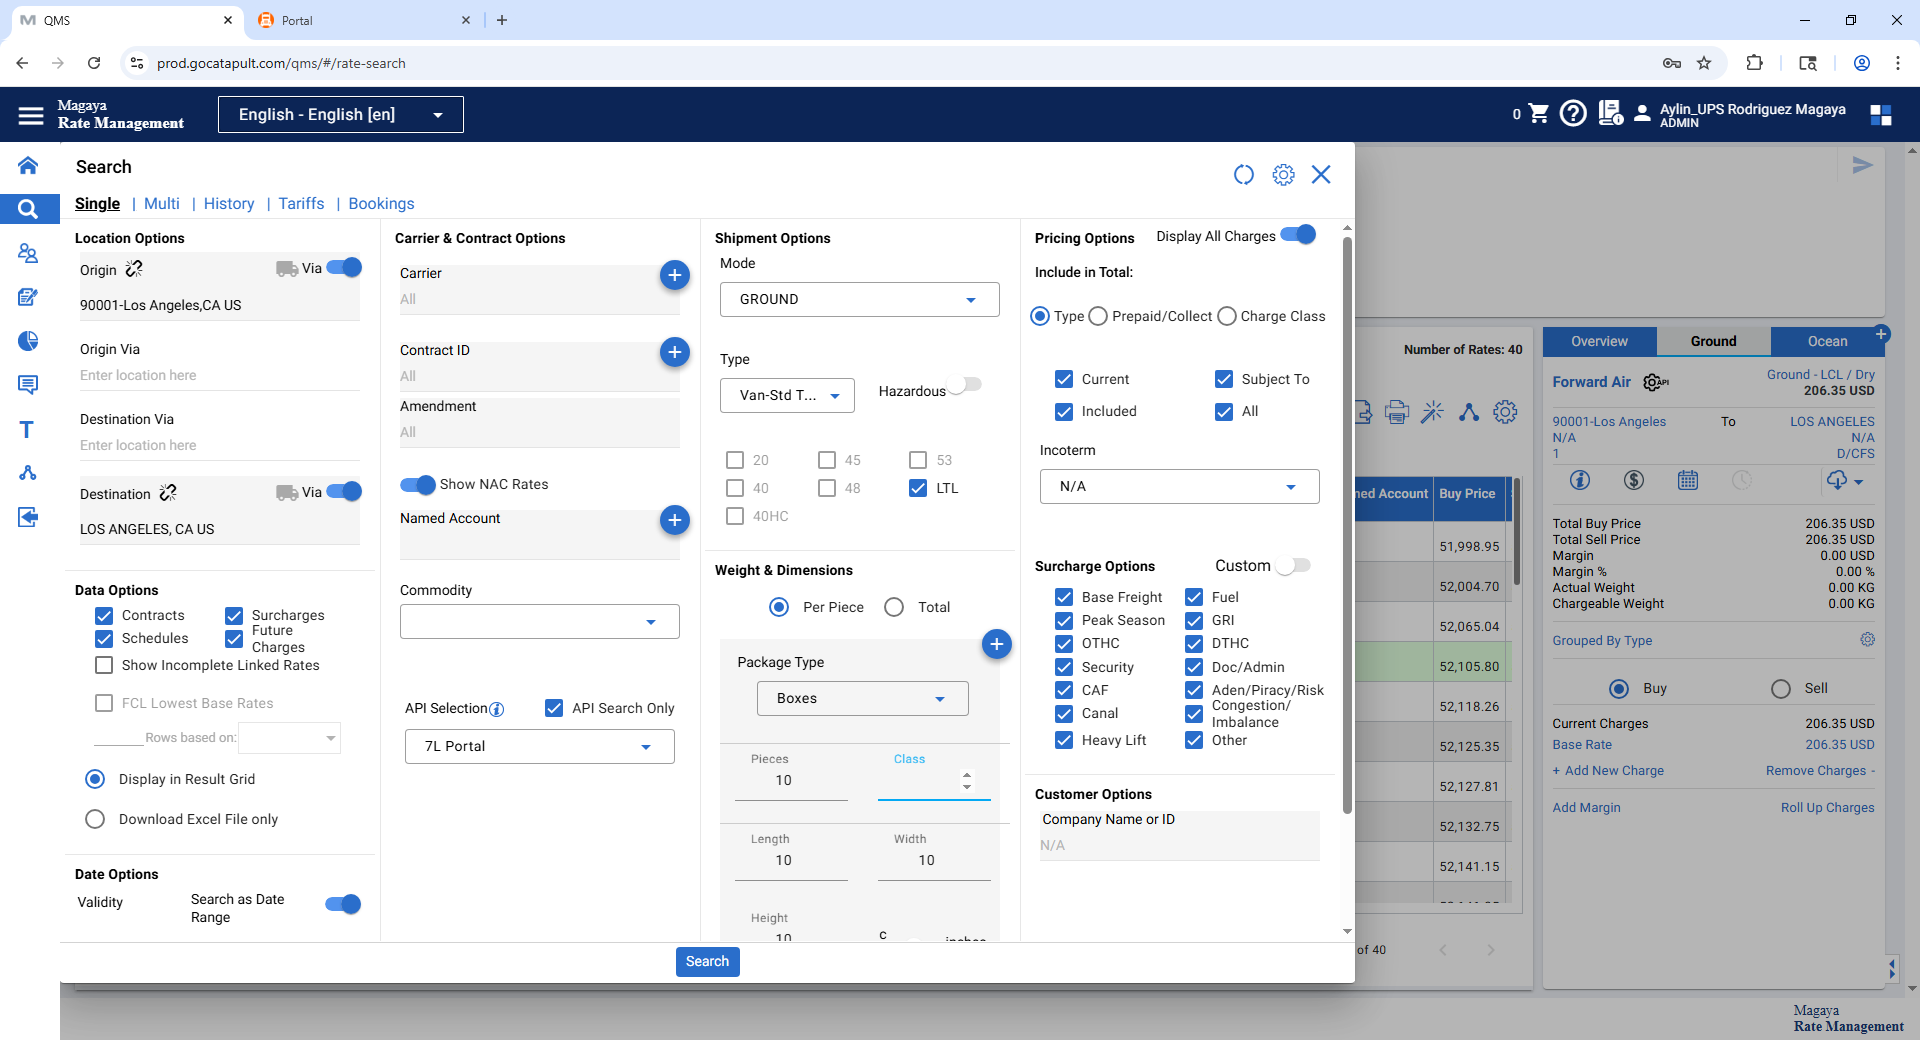 QMS
Portal
prod.gocatapult.com/qms/#/rate-search
Magaya
Rate Management
English - English [en]
0
Aylin_UPS Rodriguez Magaya
ADMIN
Search
Single | Multi | History | Tariffs | Bookings
Location Options
Origin
Via
90001-Los Angeles,CA US
Origin Via
Enter location here
Destination Via
Enter location here
Destination
Via
LOS ANGELES, CA US
Data Options
Contracts
Surcharges
Schedules
Future Charges
Show Incomplete Linked Rates
FCL Lowest Base Rates
Rows based on:
Display in Result Grid
Download Excel File only
Date Options
Validity
Search as Date Range
Carrier & Contract Options
Carrier
All
Contract ID
All
Amendment
All
Show NAC Rates
Named Account
Commodity
API Selection
API Search Only
7L Portal
Shipment Options
Mode
GROUND
Type
Van-Std T...
Hazardous
20
45
53
40
48
LTL
40HC
Weight & Dimensions
Per Piece
Total
Package Type
Boxes
Pieces
Class
10
Length
Width
10
10
Height
10
c
inches
Pricing Options
Display All Charges
Include in Total:
Type
Prepaid/Collect
Charge Class
Current
Subject To
Included
All
Incoterm
N/A
Surcharge Options
Custom
Base Freight
Fuel
Peak Season
GRI
OTHC
DTHC
Security
Doc/Admin
CAF
Aden/Piracy/Risk
Canal
Congestion/
Imbalance
Heavy Lift
Other
Customer Options
Company Name or ID
N/A
Search
Number of Rates: 40
ned Account
Buy Price
51,998.95
52,004.70
52,065.04
52,105.80
52,118.26
52,125.35
52,127.81
52,132.75
52,141.15
of 40
Overview
Ground
Ocean
Forward Air
API
Ground - LCL / Dry
206.35 USD
90001-Los Angeles
To
LOS ANGELES
N/A
N/A
1
D/CFS
Total Buy Price 206.35 USD
Total Sell Price 206.35 USD
Margin 0.00 USD
Margin % 0.00 %
Actual Weight 0.00 KG
Chargeable Weight 0.00 KG
Grouped By Type
Buy
Sell
Current Charges 206.35 USD
Base Rate 206.35 USD
+ Add New Charge
Remove Charges -
Add Margin
Roll Up Charges
Magaya
Rate Management